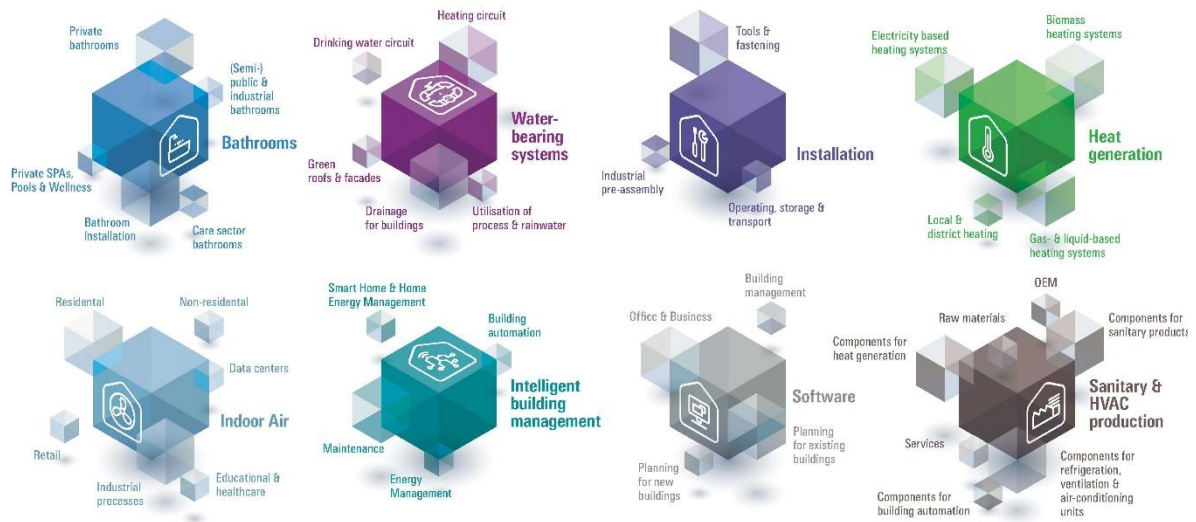 Private
bathrooms
(Semi-)
public &
industrial
bathrooms
Bathrooms
Private SPAs,
Pools & Wellness
Bathroom
installation
Care sector
bathrooms
Heating circuit
Drinking water circuit
Water-
bearing
systems
Green
roofs & facades
Drainage
for buildings
Utilisation of
process & rainwater
Tools &
fastening
Installation
Industrial
pre-assembly
Operating, storage &
transport
Biomass
heating systems
Electricity based
heating systems
Heat
generation
Local &
district heating
Gas- & liquid-based
heating systems
Residental
Non-residental
Data centers
Indoor Air
Retail
Industrial
processes
Educational &
healthcare
Smart Home & Home
Energy Management
Building
automation
Intelligent
building
management
Maintenance
Energy
Management
Building
management
Office & Business
Software
Planning
for existing
buildings
Planning
for new
buildings
OEM
Raw materials
Components for
sanitary products
Components for
heat generation
Sanitary &
HVAC
production
Services
Components for
refrigeration,
ventilation &
air-conditioning
units
Components for
building automation